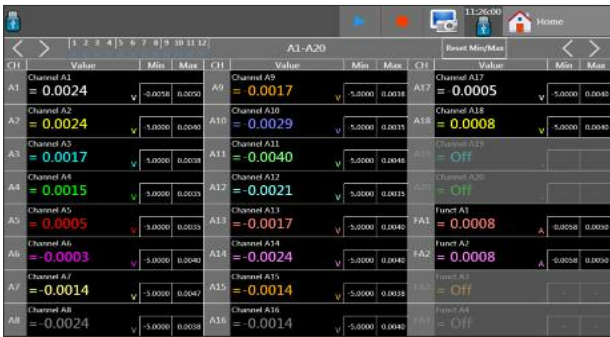 11:26:00
Home
1 2 3 4 5 6 7 8 9 10 11 12
A1-A20
Reset Min/Max
CH Value Min Max CH Value Min Max CH Value Min Max
Channel A1 Channel A9 Channel A17
A1 = 0.0024 V -0.0058 0.0050 A9 =-0.0017 V -5.0000 0.0038 A17 =-0.0005 V -5.0000 0.0040
Channel A2 Channel A10 Channel A18
A2 = 0.0024 V -5.0000 0.0040 A10 =-0.0029 V -5.0000 0.0035 A18 = 0.0008 V -5.0000 0.0040
Channel A3 Channel A11 Channel A19
A3 = 0.0017 V -5.0000 0.0038 A11 =-0.0040 V -5.0000 0.0046 A19 = Off - -
Channel A4 Channel A12 Channel A20
A4 = 0.0015 V -5.0000 0.0035 A12 =-0.0021 V -5.0000 0.0035 A20 = Off - -
Channel A5 Channel A13 Funct A1
A5 = 0.0005 V -5.0000 0.0035 A13 =-0.0017 V -5.0000 0.0040 FA1 = 0.0008 A -0.0058 0.0050
Channel A6 Channel A14 Funct A2
A6 =-0.0003 V -5.0000 0.0040 A14 =-0.0024 V -5.0000 0.0040 FA2 = 0.0008 A -0.0058 0.0050
Channel A7 Channel A15 Funct A3
A7 =-0.0014 V -5.0000 0.0047 A15 =-0.0014 V -5.0000 0.0038 FA3 = Off - -
Channel A8 Channel A16 Funct A4
A8 =-0.0024 V -5.0000 0.0038 A16 =-0.0014 V -5.0000 0.0040 FA4 = Off - -